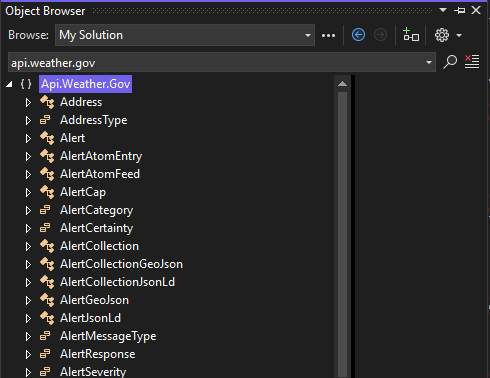 Object Browser
Browse: My Solution
api.weather.gov
Api.Weather.Gov
Address
AddressType
Alert
AlertAtomEntry
AlertAtomFeed
AlertCap
AlertCategory
AlertCertainty
AlertCollection
AlertCollectionGeoJson
AlertCollectionJsonLd
AlertGeoJson
AlertJsonLd
AlertMessageType
AlertResponse
AlertSeverity